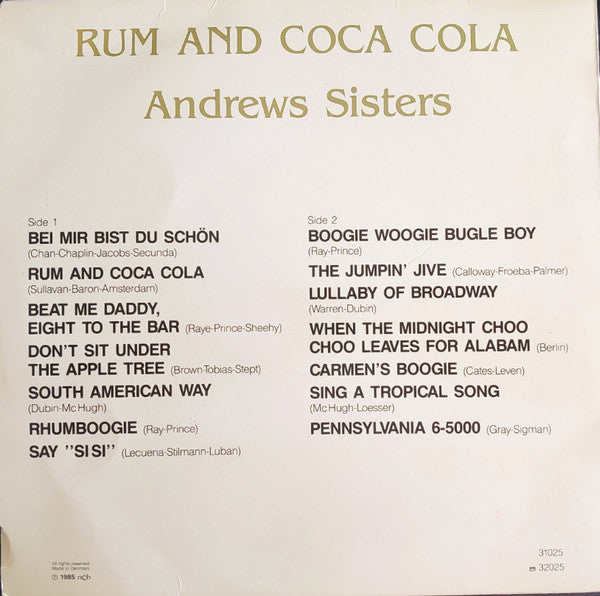 RUM AND COCA COLA
Andrews Sisters
Side 1
BEI MIR BIST DU SCHÖN
(Chan-Chaplin-Jacobs-Secunda)
RUM AND COCA COLA
(Sullavan-Baron-Amsterdam)
BEAT ME DADDY,
EIGHT TO THE BAR (Raye-Prince-Sheehy)
DON'T SIT UNDER
THE APPLE TREE (Brown-Tobias-Stept)
SOUTH AMERICAN WAY
(Dubin-Mc Hugh)
RHUMBOOGIE (Ray-Prince)
SAY "SI SI" (Lecuena-Stilmann-Luban)
Side 2
BOOGIE WOOGIE BUGLE BOY
(Ray-Prince)
THE JUMPIN' JIVE (Calloway-Froeba-Palmer)
LULLABY OF BROADWAY
(Warren-Dubin)
WHEN THE MIDNIGHT CHOO
CHOO LEAVES FOR ALABAM (Berlin)
CARMEN'S BOOGIE (Cates-Leven)
SING A TROPICAL SONG
(Mc Hugh-Loesser)
PENNSYLVANIA 6-5000 (Gray-Sigman)
All rights reserved
Made in Denmark
℗ 1985 ncb
31025
32025